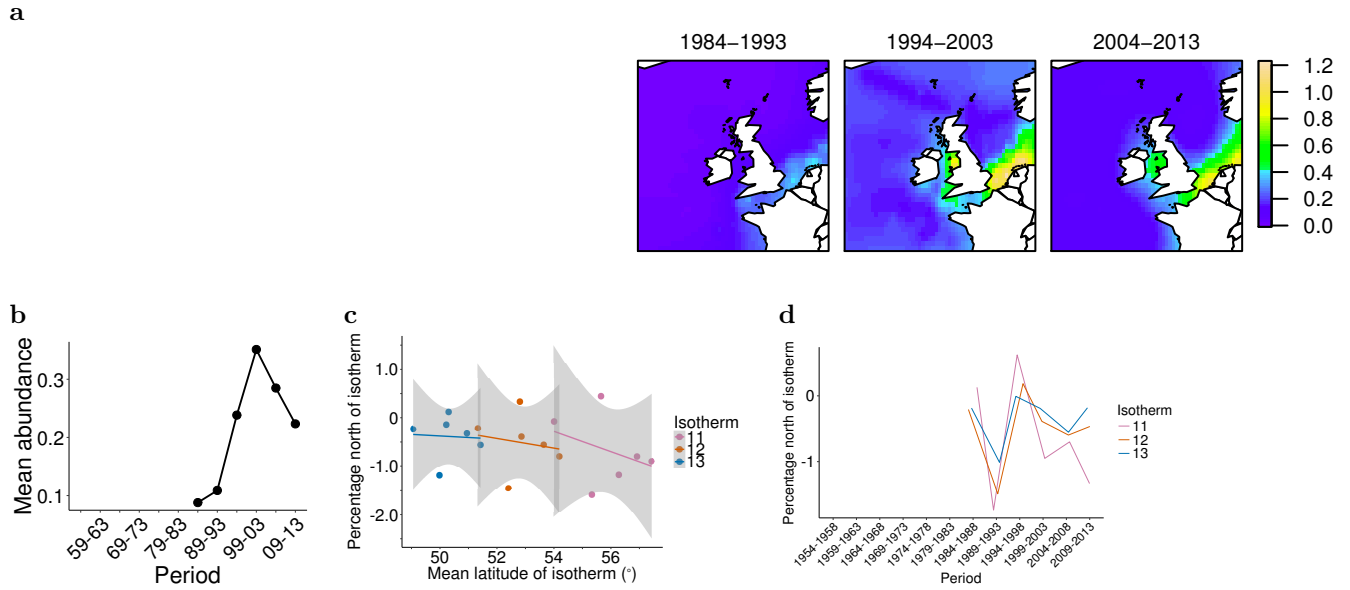 a
1984−1993 1994−2003 2004−2013
1.2
1.0
0.8
0.6
0.4
0.2
0.0
b
Mean abundance
0.3
0.2
0.1
59−63 69−73 79−83 89−93 99−03 09−13
Period
c
Percentage north of isotherm
1.0
0
-1.0
-2.0
50 52 54 56
Mean latitude of isotherm (°)
Isotherm
11
12
13
d
Percentage north of isotherm
0
-1
1954−1958 1959−1963 1964−1968 1969−1973 1974−1978 1979−1983 1984−1988 1989−1993 1994−1998 1999−2003 2004−2008 2009−2013
Period
Isotherm
11
12
13